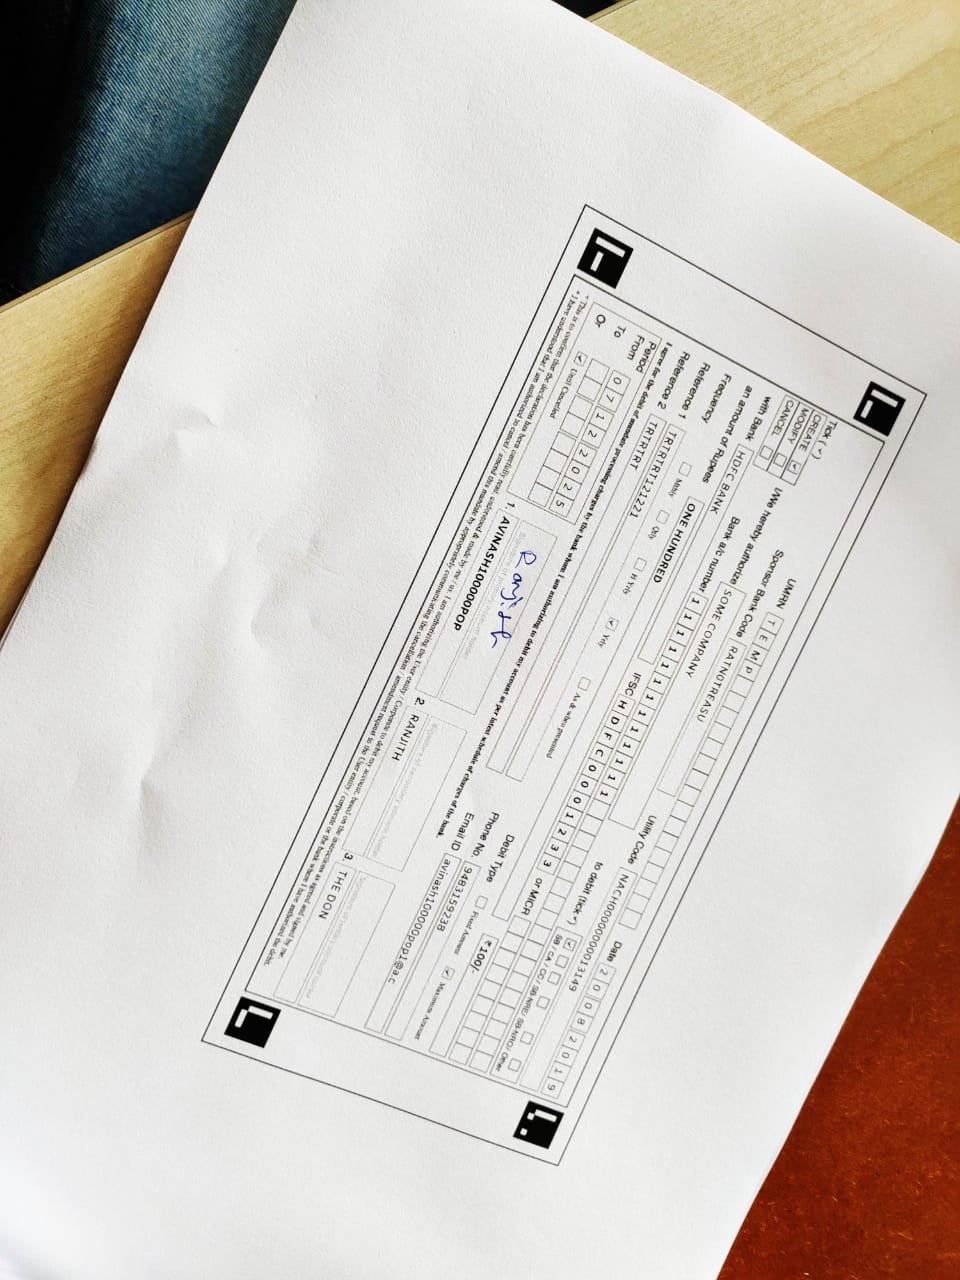 UMRN T E M P
Date 2 0 0 8 2 0 1 9
Tick (✓)
CREATE ✓
MODIFY
CANCEL
Sponsor Bank Code RATN0TREASU
Utility Code NACH00000000013149
I/We hereby authorize SOME COMPANY
to debit (tick✓) ✓ SB / CA / CC/ SB-NRE/ SB-NRO/ Other
Bank a/c number 1 1 1 1 1 1 1 1 1 1 1 1 1 1
with Bank HDFC BANK
IFSC H D F C 0 0 0 1 2 3 3 or MICR
an amount of Rupees ONE HUNDRED
₹100/-
Frequency Mthly Qtly H Yrly ✓ Yrly As & when presented
Debit Type Fixed Amount ✓ Maximum Amount
Reference 1 TRTRTRT121221
Phone No. 9483159238
Reference 2 TRTRTRT
Email ID avinash100000pop1@a.c
I agree for the debit of mandate processing charges by the bank whom I am authorizing to debit my account as per latest schedule of charges of the bank.
Period
From 0 7 1 2 2 0 2 5
To
Or ✓ Until Cancelled
Ranjith
Signature of primary account holder
Signature of secondary account holder
Signature of tertiary account holder
1. AVINASH100000POP
2. RANJITH
3. THE DON
* This is to confirm that the declaration has been carefully read, understood & made by me / us. I am authorizing the User entity / Corporate to debit my account, based on the instructions as agreed and signed by me.
* I have understood that I am authorized to cancel / amend this mandate by appropriately communicating the cancellation / amendment request to the User entity / corporate or the bank where I have authorized the debit.